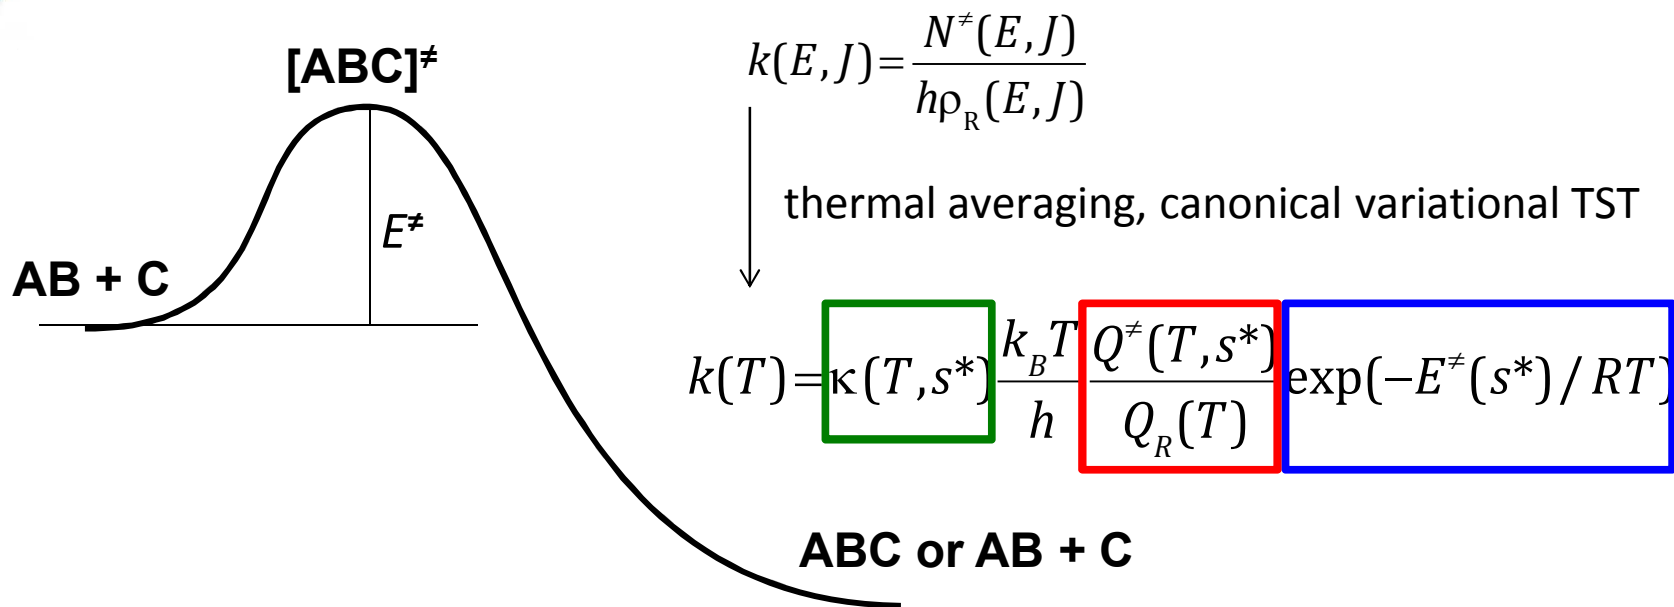 [ABC]≠
k(E,J)=N≠(E,J)/hρR(E,J)
thermal averaging, canonical variational TST
E≠
AB + C
k(T)=κ(T,s*) kBT/h Q≠(T,s*)/QR(T) exp(−E≠(s*)/RT)
ABC or AB + C